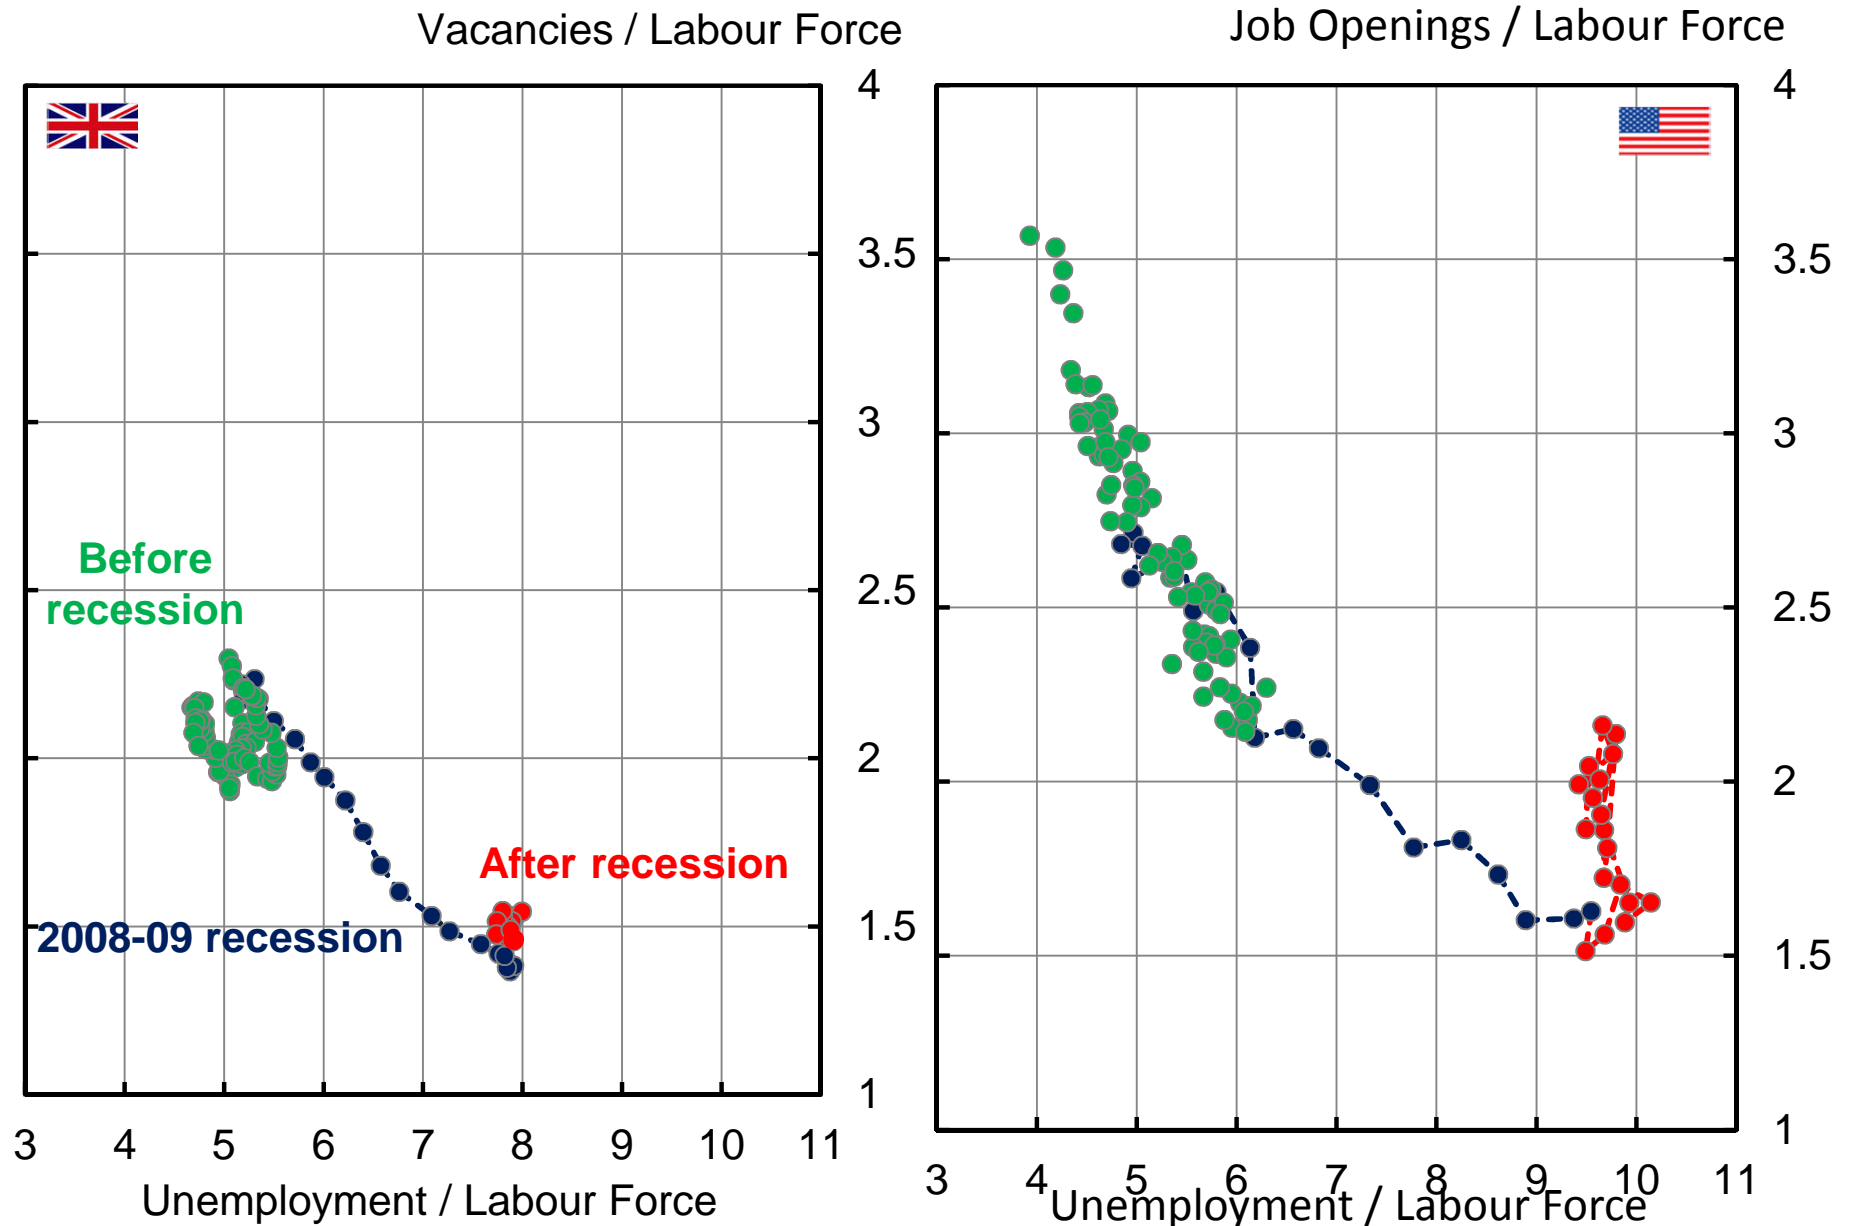 Vacancies / Labour Force
4
3.5
3
2.5
2
1.5
1
Before
recession
After recession
2008-09 recession
3 4 5 6 7 8 9 10 11
Unemployment / Labour Force
Job Openings / Labour Force
4
3.5
3
2.5
2
1.5
1
3 4 5 6 7 8 9 10 11
Unemployment / Labour Force